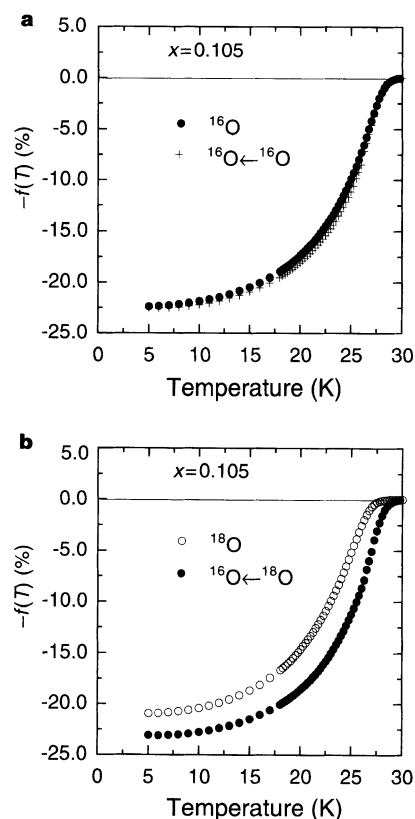 a
5.0
x=0.105
0.0
-5.0
¹⁶O
¹⁶O←¹⁶O
-10.0
-15.0
-20.0
-25.0
–f(T) (%)
0 5 10 15 20 25 30
Temperature (K)
b
5.0
x=0.105
0.0
¹⁸O
-5.0
¹⁶O←¹⁸O
-10.0
-15.0
-20.0
-25.0
–f(T) (%)
0 5 10 15 20 25 30
Temperature (K)